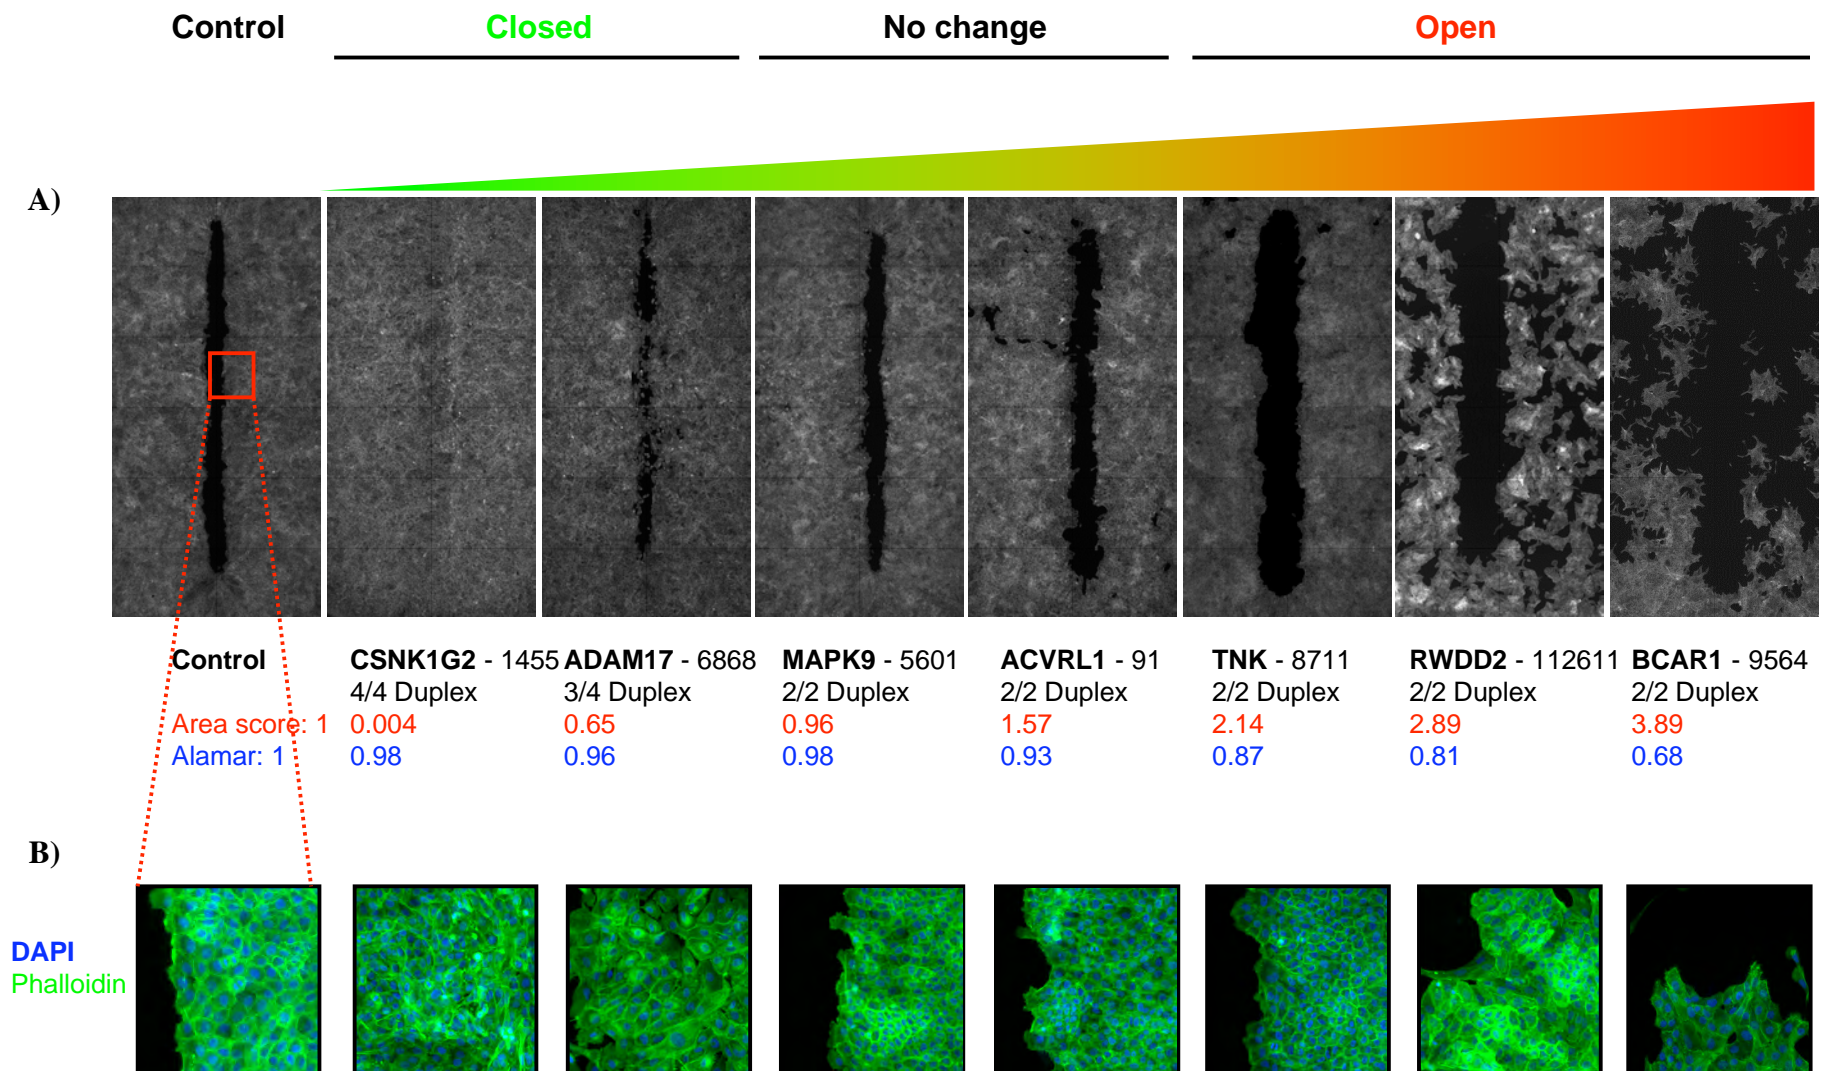 Control Closed No change Open
A)
Control CSNK1G2 - 1455 ADAM17 - 6868 MAPK9 - 5601 ACVRL1 - 91 TNK - 8711 RWDD2 - 112611 BCAR1 - 9564
4/4 Duplex 3/4 Duplex 2/2 Duplex 2/2 Duplex 2/2 Duplex 2/2 Duplex 2/2 Duplex
Area score: 1 0.004 0.65 0.96 1.57 2.14 2.89 3.89
Alamar: 1 0.98 0.96 0.98 0.93 0.87 0.81 0.68
B)
DAPI
Phalloidin